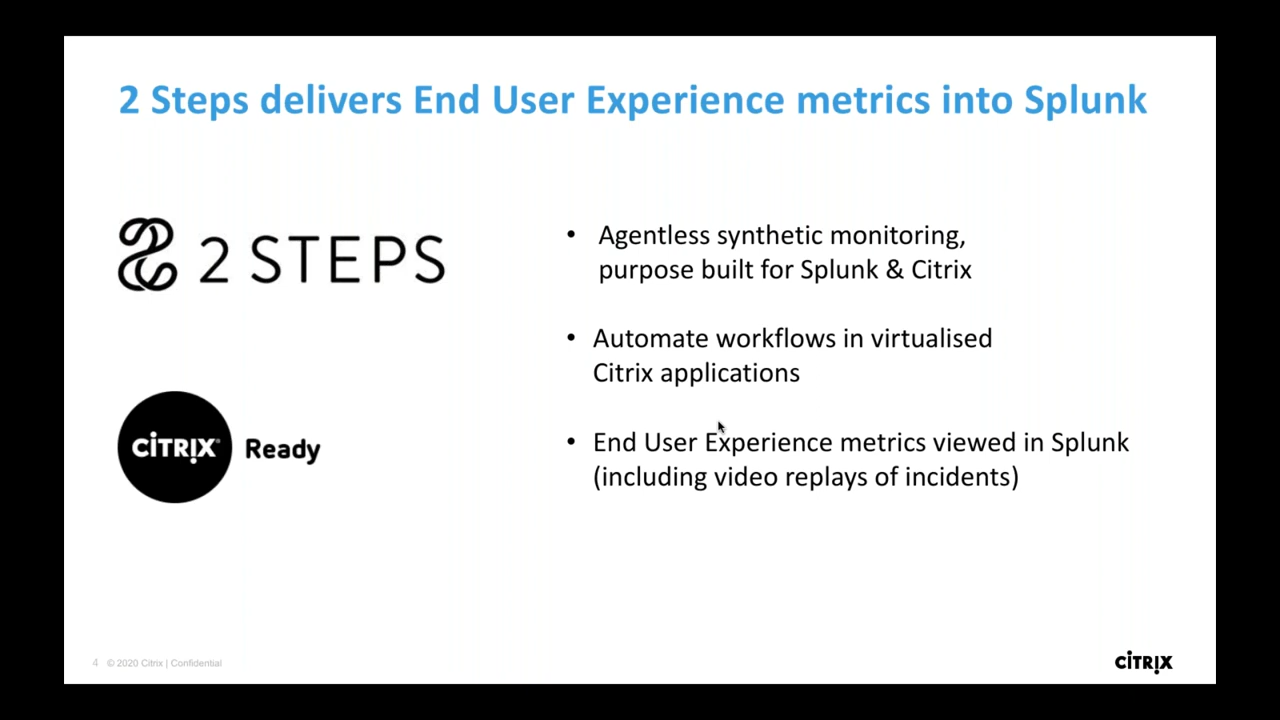 2 Steps delivers End User Experience metrics into Splunk
2 STEPS
• Agentless synthetic monitoring,
purpose built for Splunk & Citrix
• Automate workflows in virtualised
Citrix applications
CiTRIX® Ready
• End User Experience metrics viewed in Splunk
(including video replays of incidents)
4 © 2020 Citrix | Confidential
CiTRIX